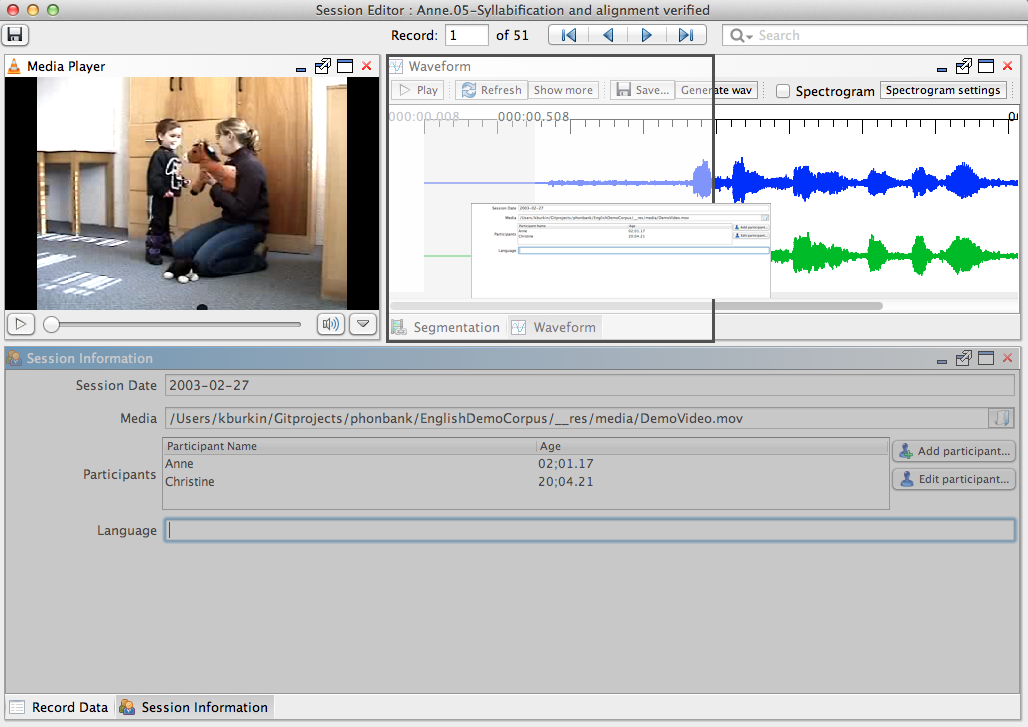 Session Editor : Anne.05-Syllabification and alignment verified
Record: 1 of 51 Search
Media Player
Waveform
Play Refresh Show more Save... Generate wav Spectrogram Spectrogram settings
000:00.008 000:00.508
Session Date 2003-02-27
Media /Users/kburkin/Gitprojects/phonbank/EnglishDemoCorpus/__res/media/DemoVideo.mov
Participant Name Age
Participants
Anne 02;01.17
Christine 20;04.21
Add participant...
Edit participant...
Language
Segmentation Waveform
Session Information
Session Date 2003-02-27
Media /Users/kburkin/Gitprojects/phonbank/EnglishDemoCorpus/__res/media/DemoVideo.mov
Participant Name Age
Anne 02;01.17
Participants
Christine 20;04.21
Add participant...
Edit participant...
Language
Record Data Session Information